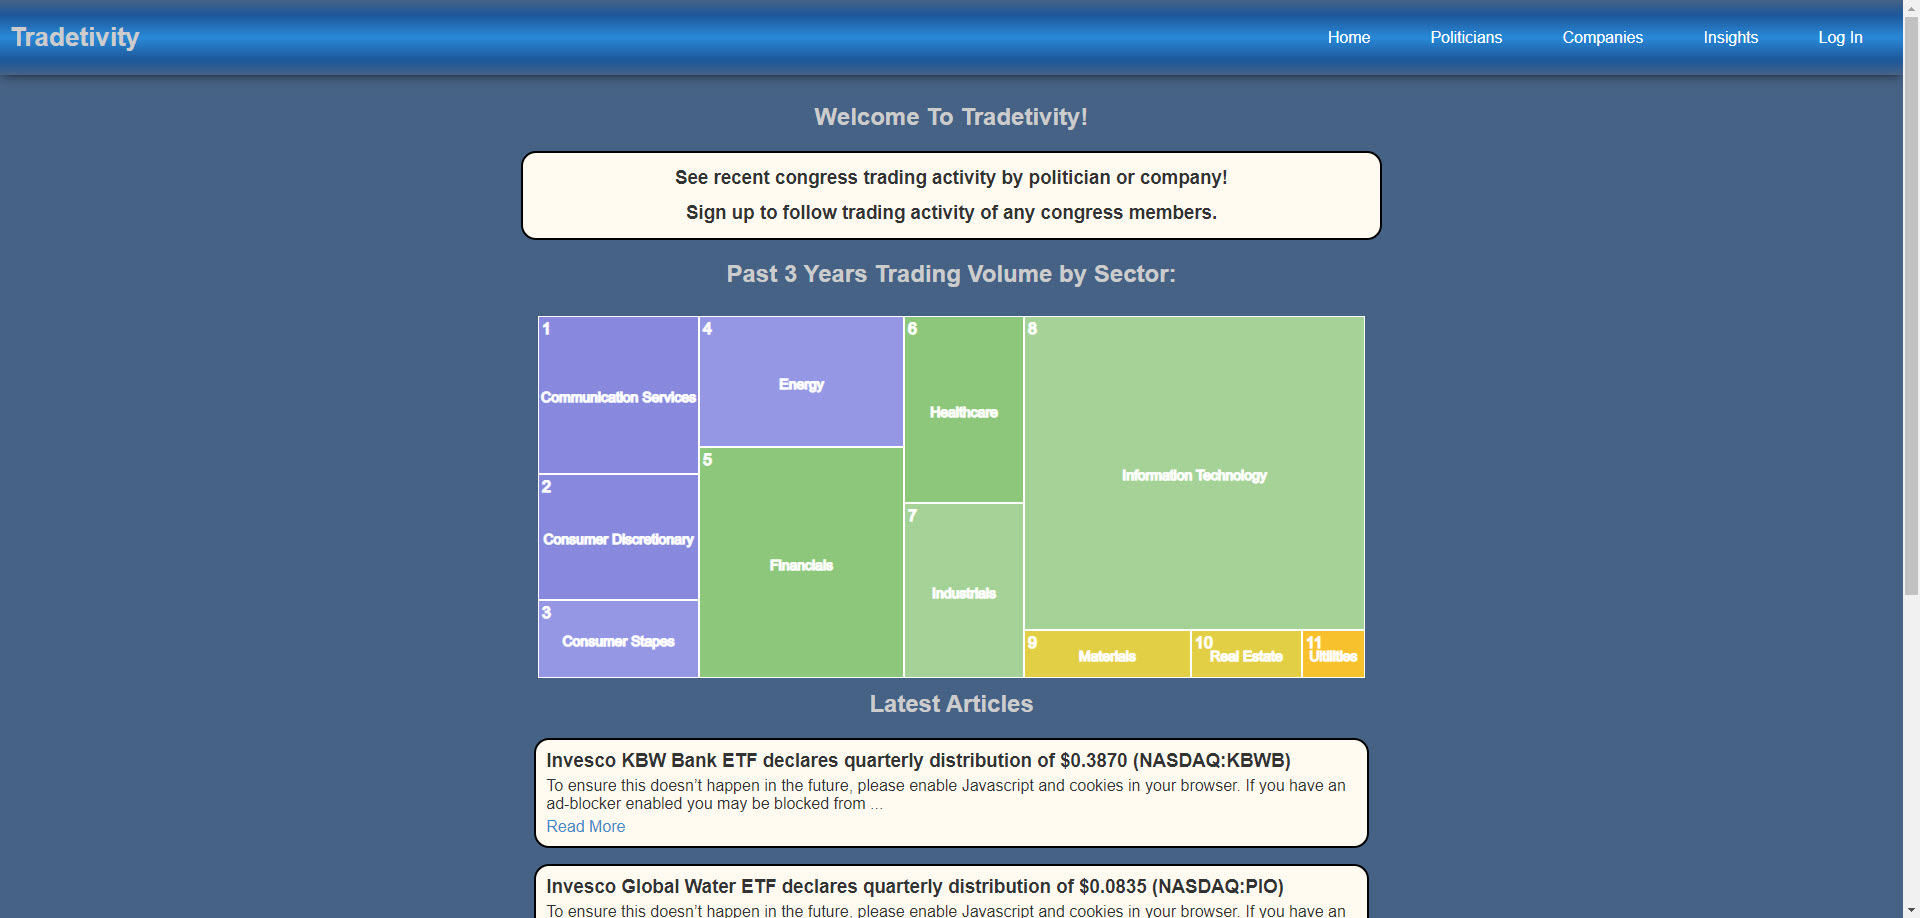 Tradetivity
Home
Politicians
Companies
Insights
Log In
Welcome To Tradetivity!
See recent congress trading activity by politician or company!
Sign up to follow trading activity of any congress members.
Past 3 Years Trading Volume by Sector:
1
Communication Services
2
Consumer Discretionary
3
Consumer Stapes
4
Energy
5
Financials
6
Healthcare
7
Industrials
8
Information Technology
9
Materials
10
Real Estate
11
Utilities
Latest Articles
Invesco KBW Bank ETF declares quarterly distribution of $0.3870 (NASDAQ:KBWB)
To ensure this doesn’t happen in the future, please enable Javascript and cookies in your browser. If you have an
ad-blocker enabled you may be blocked from ...
Read More
Invesco Global Water ETF declares quarterly distribution of $0.0835 (NASDAQ:PIO)
To ensure this doesn’t happen in the future, please enable Javascript and cookies in your browser. If you have an